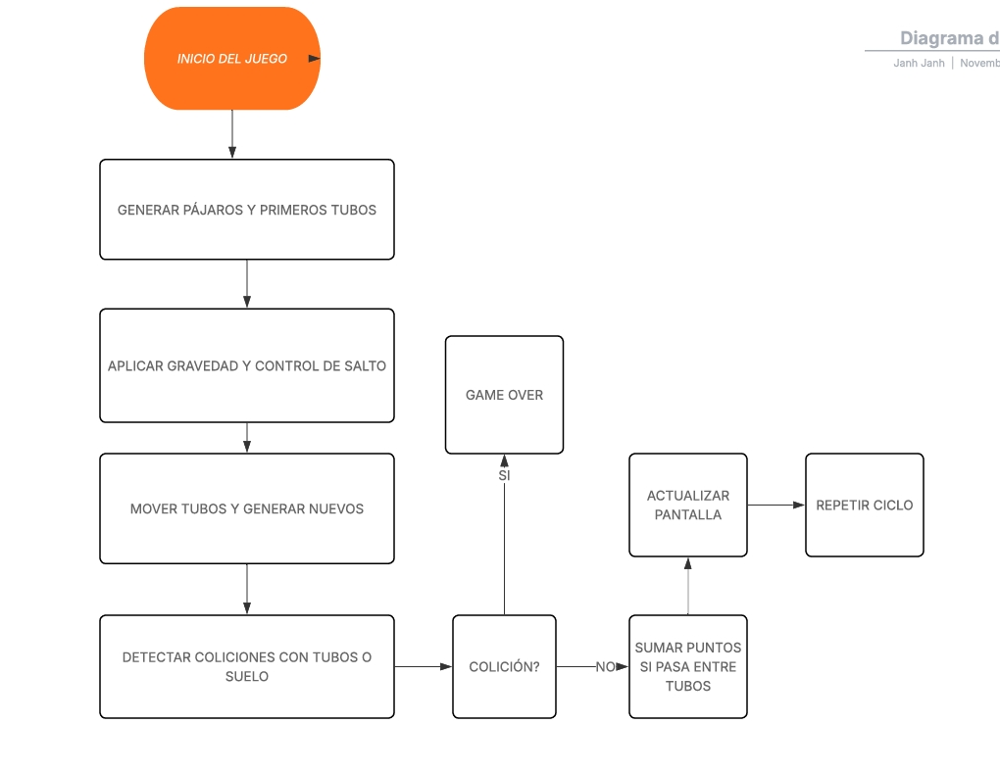 Diagrama d
Janh Janh | Novemb
INICIO DEL JUEGO
GENERAR PÁJAROS Y PRIMEROS TUBOS
APLICAR GRAVEDAD Y CONTROL DE SALTO
MOVER TUBOS Y GENERAR NUEVOS
DETECTAR COLICIONES CON TUBOS O
SUELO
COLICIÓN?
SI
GAME OVER
NO
SUMAR PUNTOS
SI PASA ENTRE
TUBOS
ACTUALIZAR
PANTALLA
REPETIR CICLO